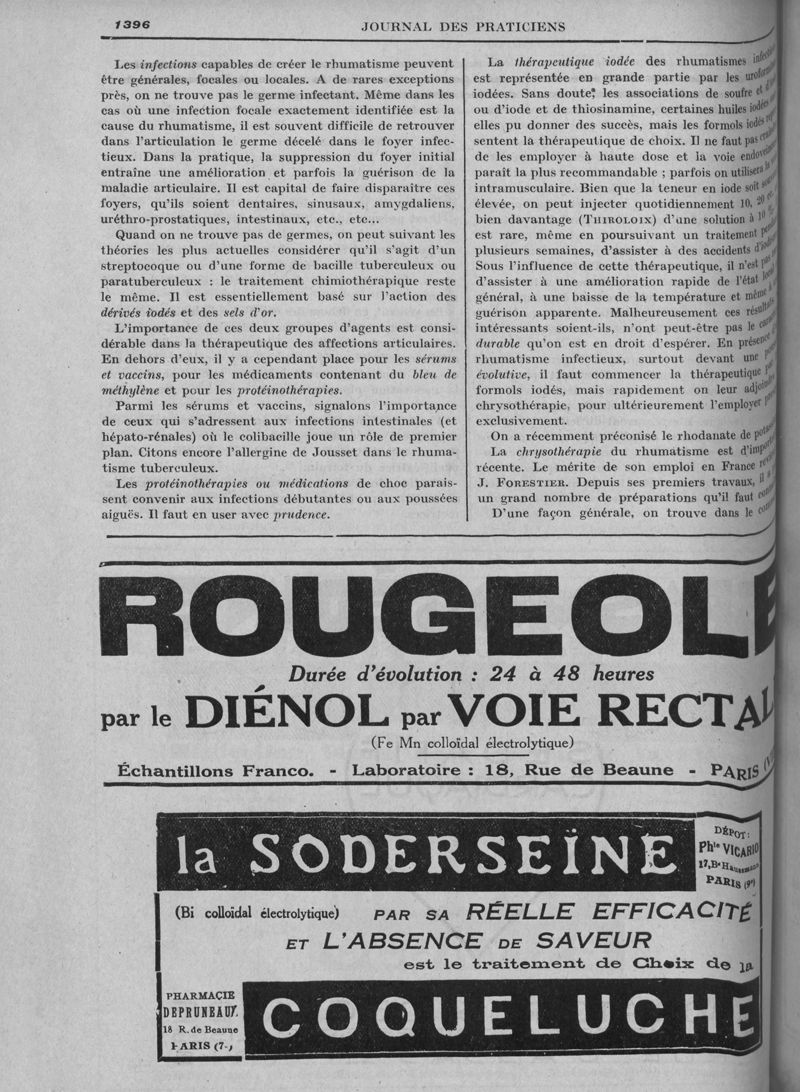 1396
JOURNAL DES PRATICIENS
Les infections capables de créer le rhumatisme peuvent
être générales, focales ou locales. A de rares exceptions
près, on ne trouve pas le germe infectant. Même dans les
cas où une infection focale exactement identifiée est la
cause du rhumatisme, il est souvent difficile de retrouver
dans l'articulation le germe décelé dans le foyer infec-
tieux. Dans la pratique, la suppression du foyer initial
entraîne une amélioration et parfois la guérison de la
maladie articulaire. Il est capital de faire disparaître ces
foyers, qu'ils soient dentaires, sinusaux, amygdaliens,
uréthro-prostatiques, intestinaux, etc., etc...
Quand on ne trouve pas de germes, on peut suivant les
théories les plus actuelles considérer qu'il s'agit d'un
streptocoque ou d'une forme de bacille tuberculeux ou
paratuberculeux : le traitement chimiothérapique reste
le même. Il est essentiellement basé sur l'action des
dérivés iodés et des sels d'or.
L'importance de ces deux groupes d'agents est consi-
dérable dans la thérapeutique des affections articulaires.
En dehors d'eux, il y a cependant place pour les sérums
et vaccins, pour les médicaments contenant du bleu de
méthylène et pour les protéinothérapies.
Parmi les sérums et vaccins, signalons l'importance
de ceux qui s'adressent aux infections intestinales (et
hépato-rénales) où le colibacille joue un rôle de premier
plan. Citons encore l'allergine de Jousset dans le rhuma-
tisme tuberculeux.
Les protéinothérapies ou médications de choc parais-
sent convenir aux infections débutantes ou aux poussées
aiguës. Il faut en user avec prudence.
La thérapeutique iodée des rhumatismes
est représentée en grande partie par les
iodées. Sans doute, les associations de soufre et
ou d'iode et de thiosinamine, certaines huiles iodées
elles pu donner des succès, mais les formols iodés
sentent la thérapeutique de choix. Il ne faut pas
de les employer à haute dose et la voie
paraît la plus recommandable ; parfois on utilisera la
intramusculaire. Bien que la teneur en iode soit
élevée, on peut injecter quotidiennement 10, 20
bien davantage (THIROLOIX) d'une solution à 10
est rare, même en poursuivant un traitement
plusieurs semaines, d'assister à des accidents
Sous l'influence de cette thérapeutique, il n'est pas
d'assister à une amélioration rapide de l'état
général, à une baisse de la température et même
guérison apparente. Malheureusement ces
intéressants soient-ils, n'ont peut-être pas le
durable qu'on est en droit d'espérer. En
rhumatisme infectieux, surtout devant une
évolutive, il faut commencer la thérapeutique
formols iodés, mais rapidement on leur
chrysothérapie, pour ultérieurement l'employer
exclusivement.
On a récemment préconisé le rhodanate de
La chrysothérapie du rhumatisme est
récente. Le mérite de son emploi en France
J. FORESTIER. Depuis ses premiers travaux, il
un grand nombre de préparations qu'il faut
D'une façon générale, on trouve dans le
ROUGEOLE
Durée d'évolution : 24 à 48 heures
par le DIÉNOL par VOIE RECTAL
(Fe Mn colloïdal électrolytique)
Échantillons Franco. - Laboratoire : 18, Rue de Beaune - PARIS
la SODERSEÏNE
DÉPOT:
Phie VICARIO
17, Bd Haussmann
PARIS (9e)
(Bi colloïdal électrolytique) PAR SA RÉELLE EFFICACITÉ
ET L'ABSENCE DE SAVEUR
est le traitement de Choix de la
PHARMACIE
DEPRUNEAUX
18 R. de Beaune
PARIS (7e)
COQUELUCHE